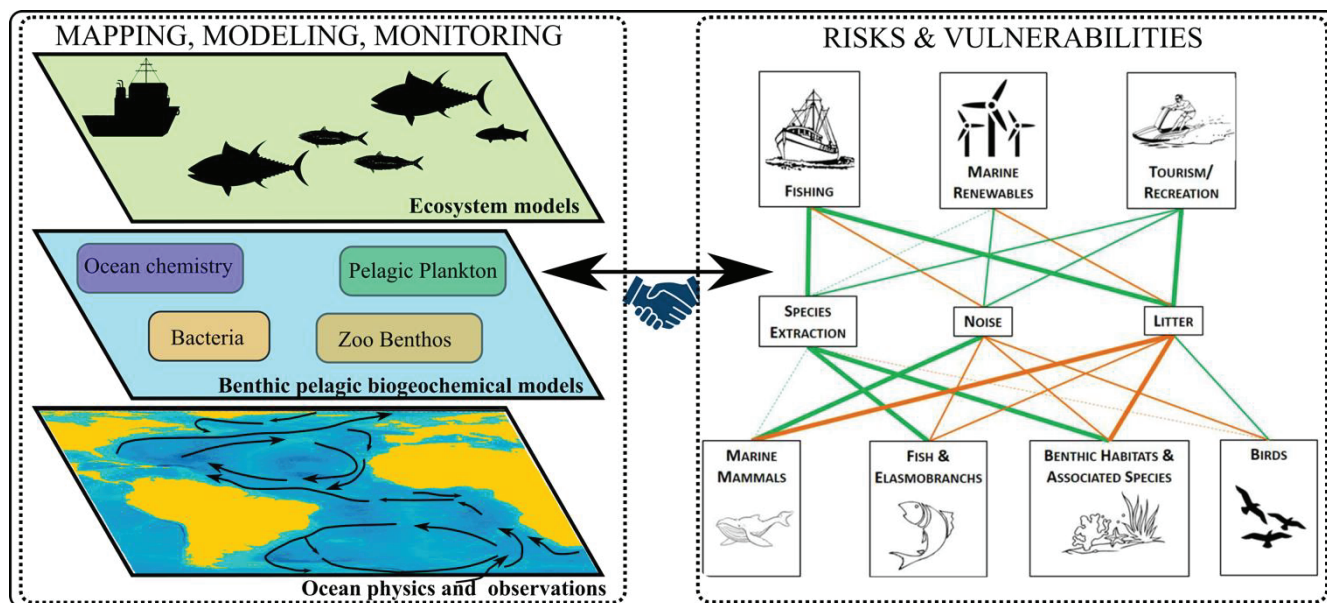 MAPPING, MODELING, MONITORING
Ecosystem models
Ocean chemistry
Pelagic Plankton
Bacteria
Zoo Benthos
Benthic pelagic biogeochemical models
Ocean physics and observations
RISKS & VULNERABILITIES
FISHING
MARINE
RENEWABLES
TOURISM/
RECREATION
SPECIES
EXTRACTION
NOISE
LITTER
MARINE
MAMMALS
FISH &
ELASMOBRANCHS
BENTHIC HABITATS &
ASSOCIATED SPECIES
BIRDS